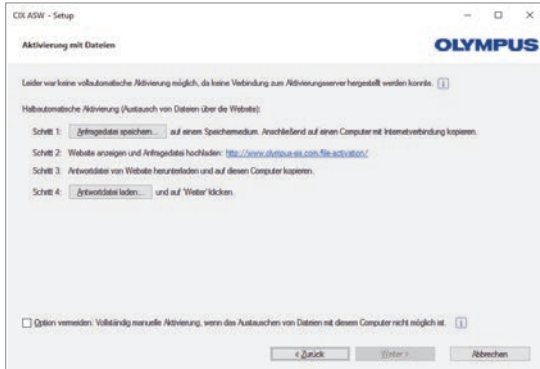 CIX ASW - Setup
Aktivierung mit Dateien
OLYMPUS
Leider war keine vollautomatische Aktivierung möglich, da keine Verbindung zum Aktivierungsserver hergestellt werden konnte.
Halbautomatische Aktivierung (Austausch von Dateien über die Website):
Schritt 1: Anfragedatei speichern... auf einem Speichermedium. Anschließend auf einen Computer mit Internetverbindung kopieren.
Schritt 2: Website anzeigen und Anfragedatei hochladen: http://www.olympus-sis.com/file-activation/
Schritt 3: Antwortdatei von Website herunterladen und auf diesen Computer kopieren.
Schritt 4: Antwortdatei laden... und auf 'Weiter' klicken.
Option vermeiden: Vollständig manuelle Aktivierung, wenn das Austauschen von Dateien mit diesem Computer nicht möglich ist.
< Zurück Weiter > Abbrechen